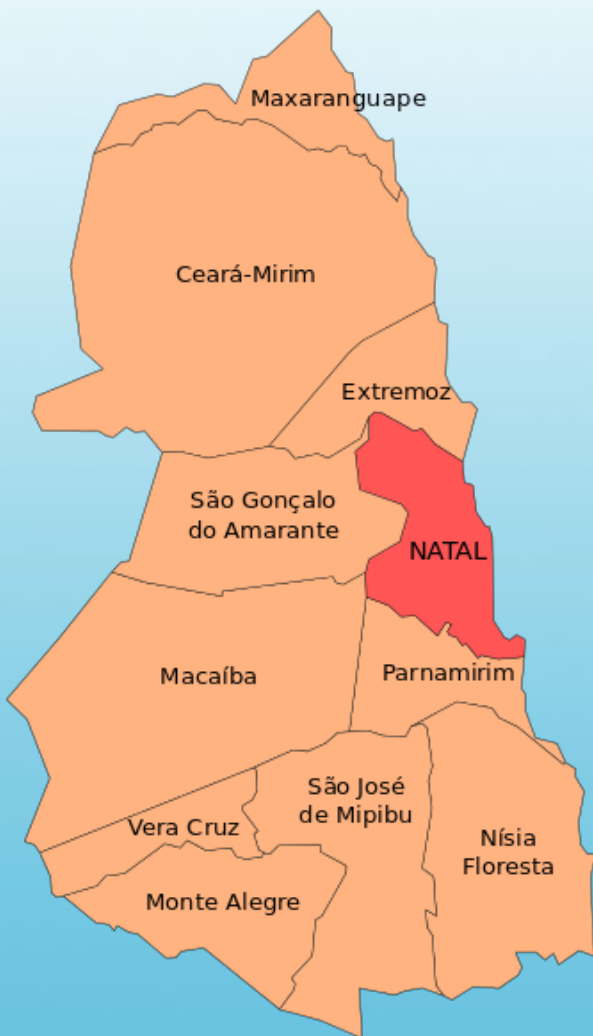 Maxaranguape
Ceará-Mirim
Extremoz
São Gonçalo
do Amarante
NATAL
Macaíba
Parnamirim
São José
de Mipibu
Vera Cruz
Nísia
Floresta
Monte Alegre